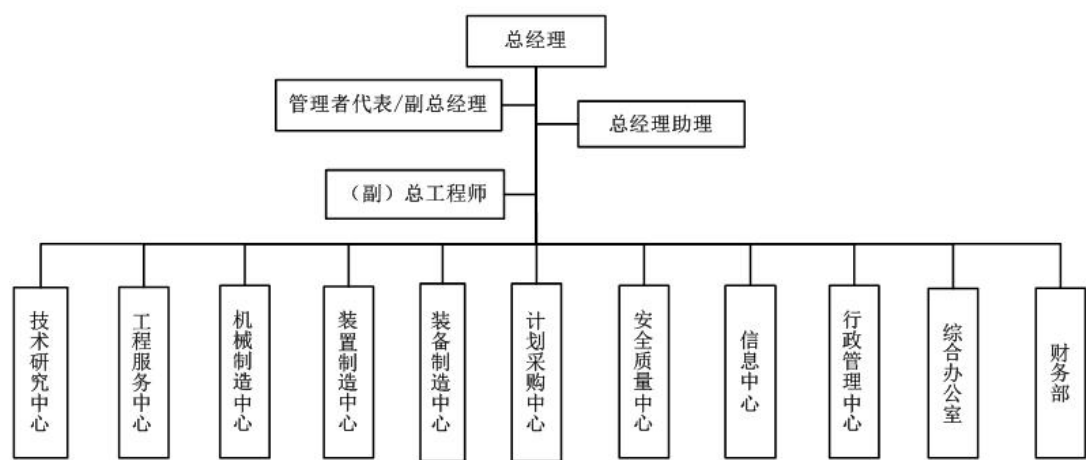 总经理
管理者代表/副总经理
总经理助理
（副）总工程师
技术研究中心
工程服务中心
机械制造中心
装置制造中心
装备制造中心
计划采购中心
安全质量中心
信息中心
行政管理中心
综合办公室
财务部